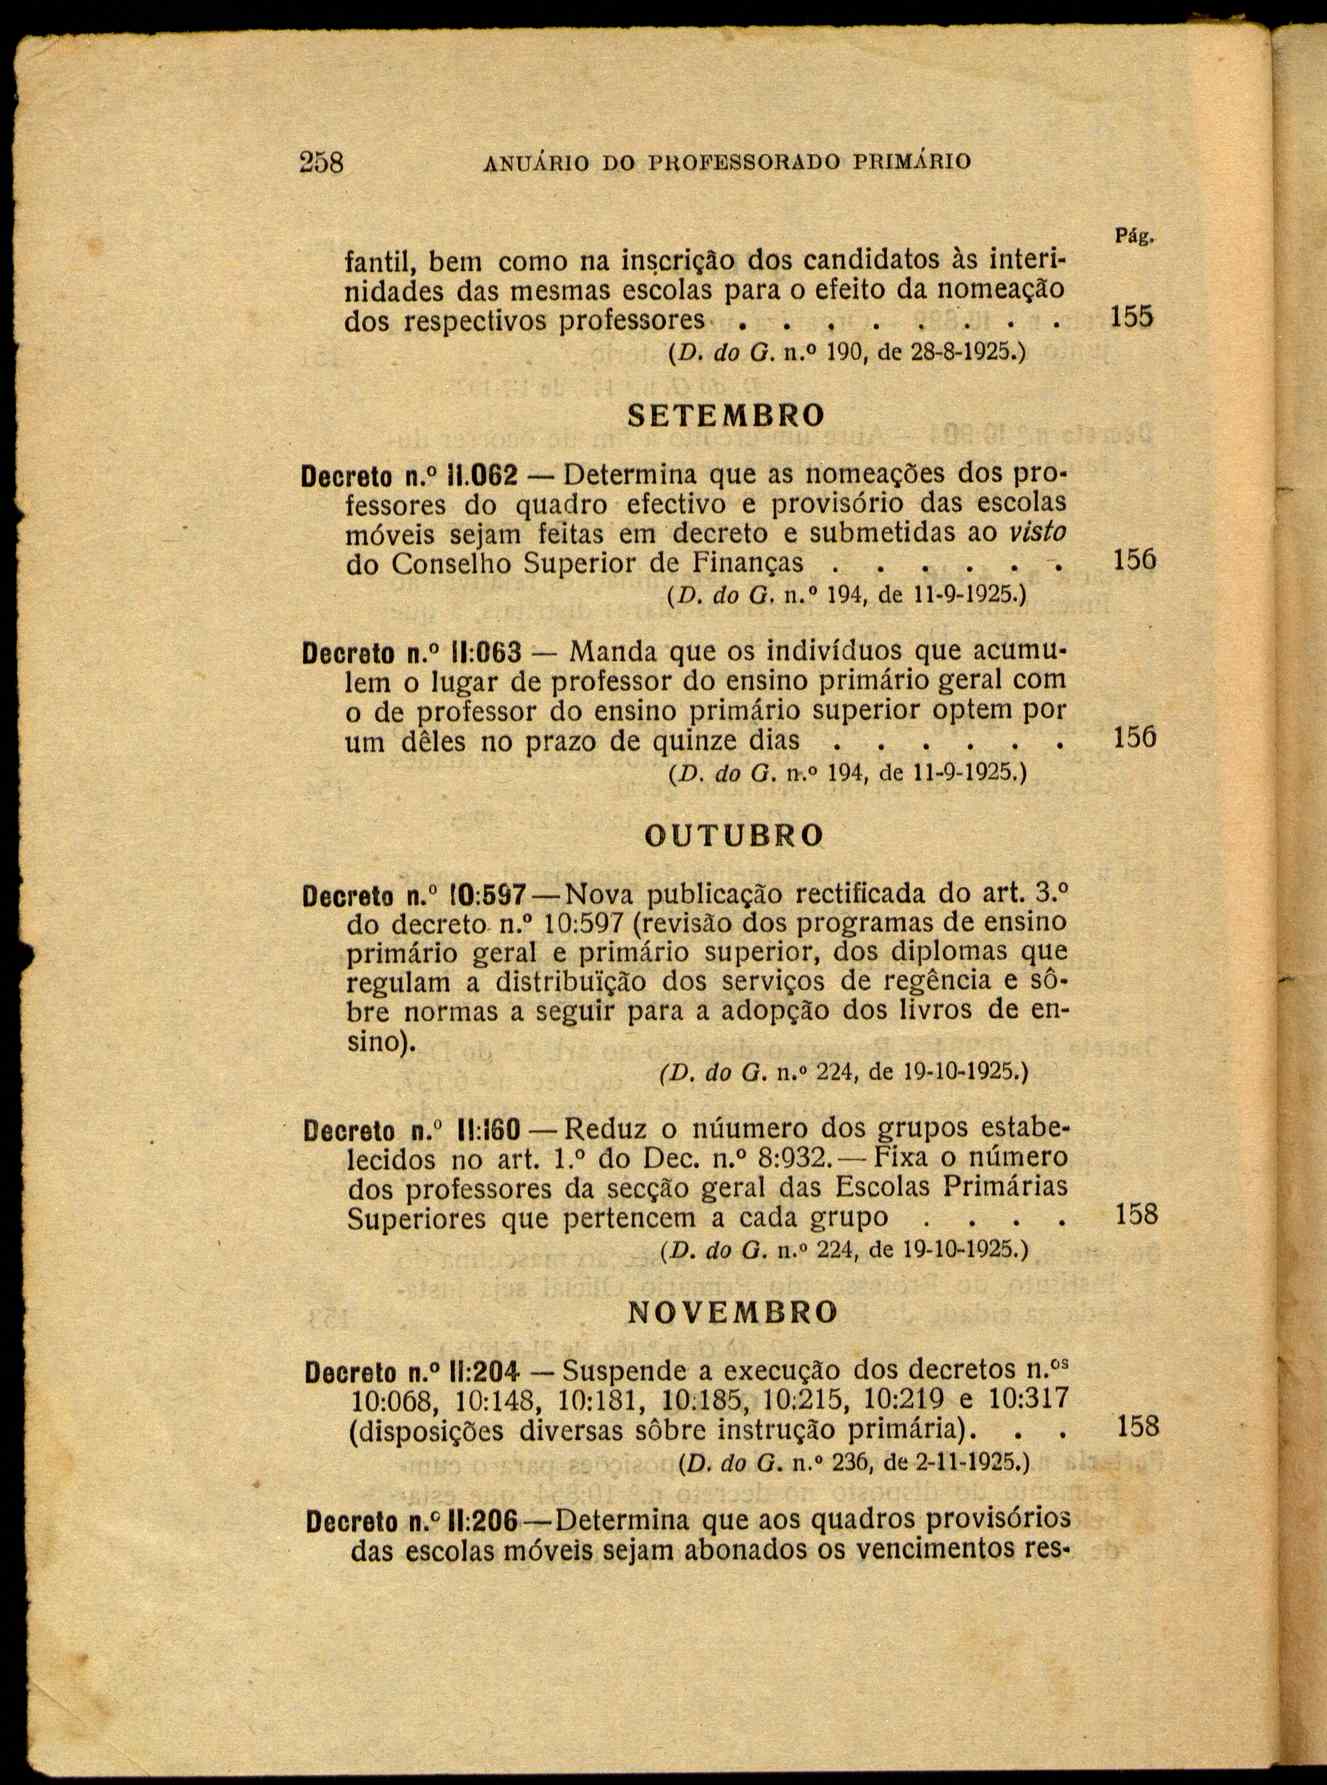 258 ANUÁRIO DO PROFESSORADO PRIMÁRIO
Pág.
fantil, bem como na inscrição dos candidatos às interi-
nidades das mesmas escolas para o efeito da nomeação
dos respectivos professores . . . . . . . . 155
(D. do G. n.º 190, de 28-8-1925.)
SETEMBRO
Decreto n.º 11.062 — Determina que as nomeações dos pro-
fessores do quadro efectivo e provisório das escolas
móveis sejam feitas em decreto e submetidas ao visto
do Conselho Superior de Finanças . . . . . . 156
(D. do G. n.º 194, de 11-9-1925.)
Decreto n.º 11:063 — Manda que os indivíduos que acumu-
lem o lugar de professor do ensino primário geral com
o de professor do ensino primário superior optem por
um dêles no prazo de quinze dias . . . . . . 156
(D. do G. n.º 194, de 11-9-1925.)
OUTUBRO
Decreto n.º 10:597 — Nova publicação rectificada do art. 3.º
do decreto n.º 10:597 (revisão dos programas de ensino
primário geral e primário superior, dos diplomas que
regulam a distribuïção dos serviços de regência e sô-
bre normas a seguir para a adopção dos livros de en-
sino).
(D. do G. n.º 224, de 19-10-1925.)
Decreto n.º 11:160 — Reduz o núumero dos grupos estabe-
lecidos no art. 1.º do Dec. n.º 8:932. — Fixa o número
dos professores da secção geral das Escolas Primárias
Superiores que pertencem a cada grupo . . . . 158
(D. do G. n.º 224, de 19-10-1925.)
NOVEMBRO
Decreto n.º 11:204 — Suspende a execução dos decretos n.ºs
10:068, 10:148, 10:181, 10:185, 10:215, 10:219 e 10:317
(disposições diversas sôbre instrução primária). . . 158
(D. do G. n.º 236, de 2-11-1925.)
Decreto n.º 11:206 — Determina que aos quadros provisórios
das escolas móveis sejam abonados os vencimentos res-